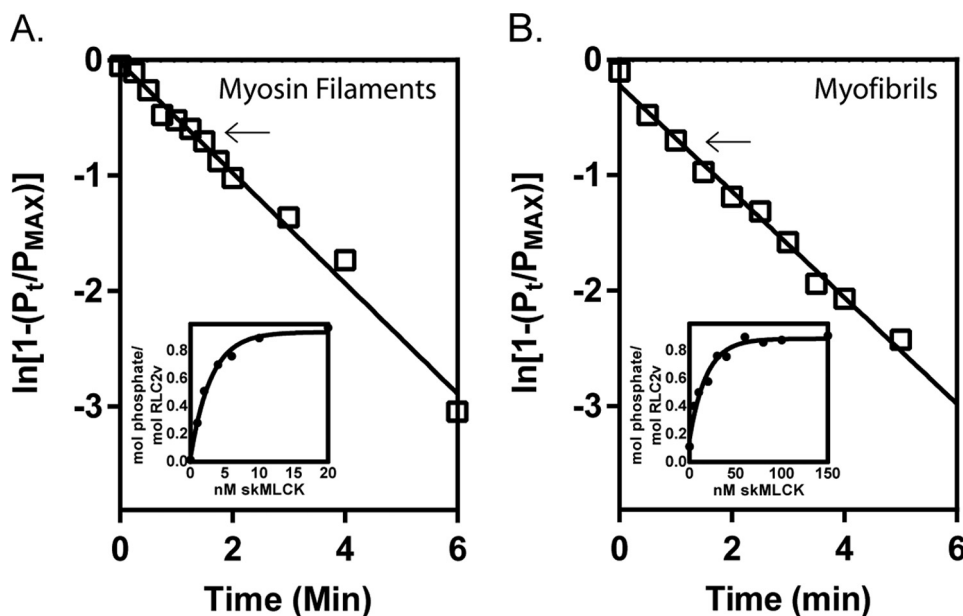 A.
Myosin Filaments
ln[1-(Pt/PMAX)]
0
-1
-2
-3
0
2
4
6
Time (Min)
mol phosphate/
mol RLC2v
0.8
0.6
0.4
0.2
0.0
0 5 10 15 20
nM skMLCK
B.
Myofibrils
ln[1-(Pt/PMAX)]
0
-1
-2
-3
0
2
4
6
Time (min)
mol phosphate/
mol RLC2v
0.8
0.6
0.4
0.2
0.0
0 50 100 150
nM skMLCK